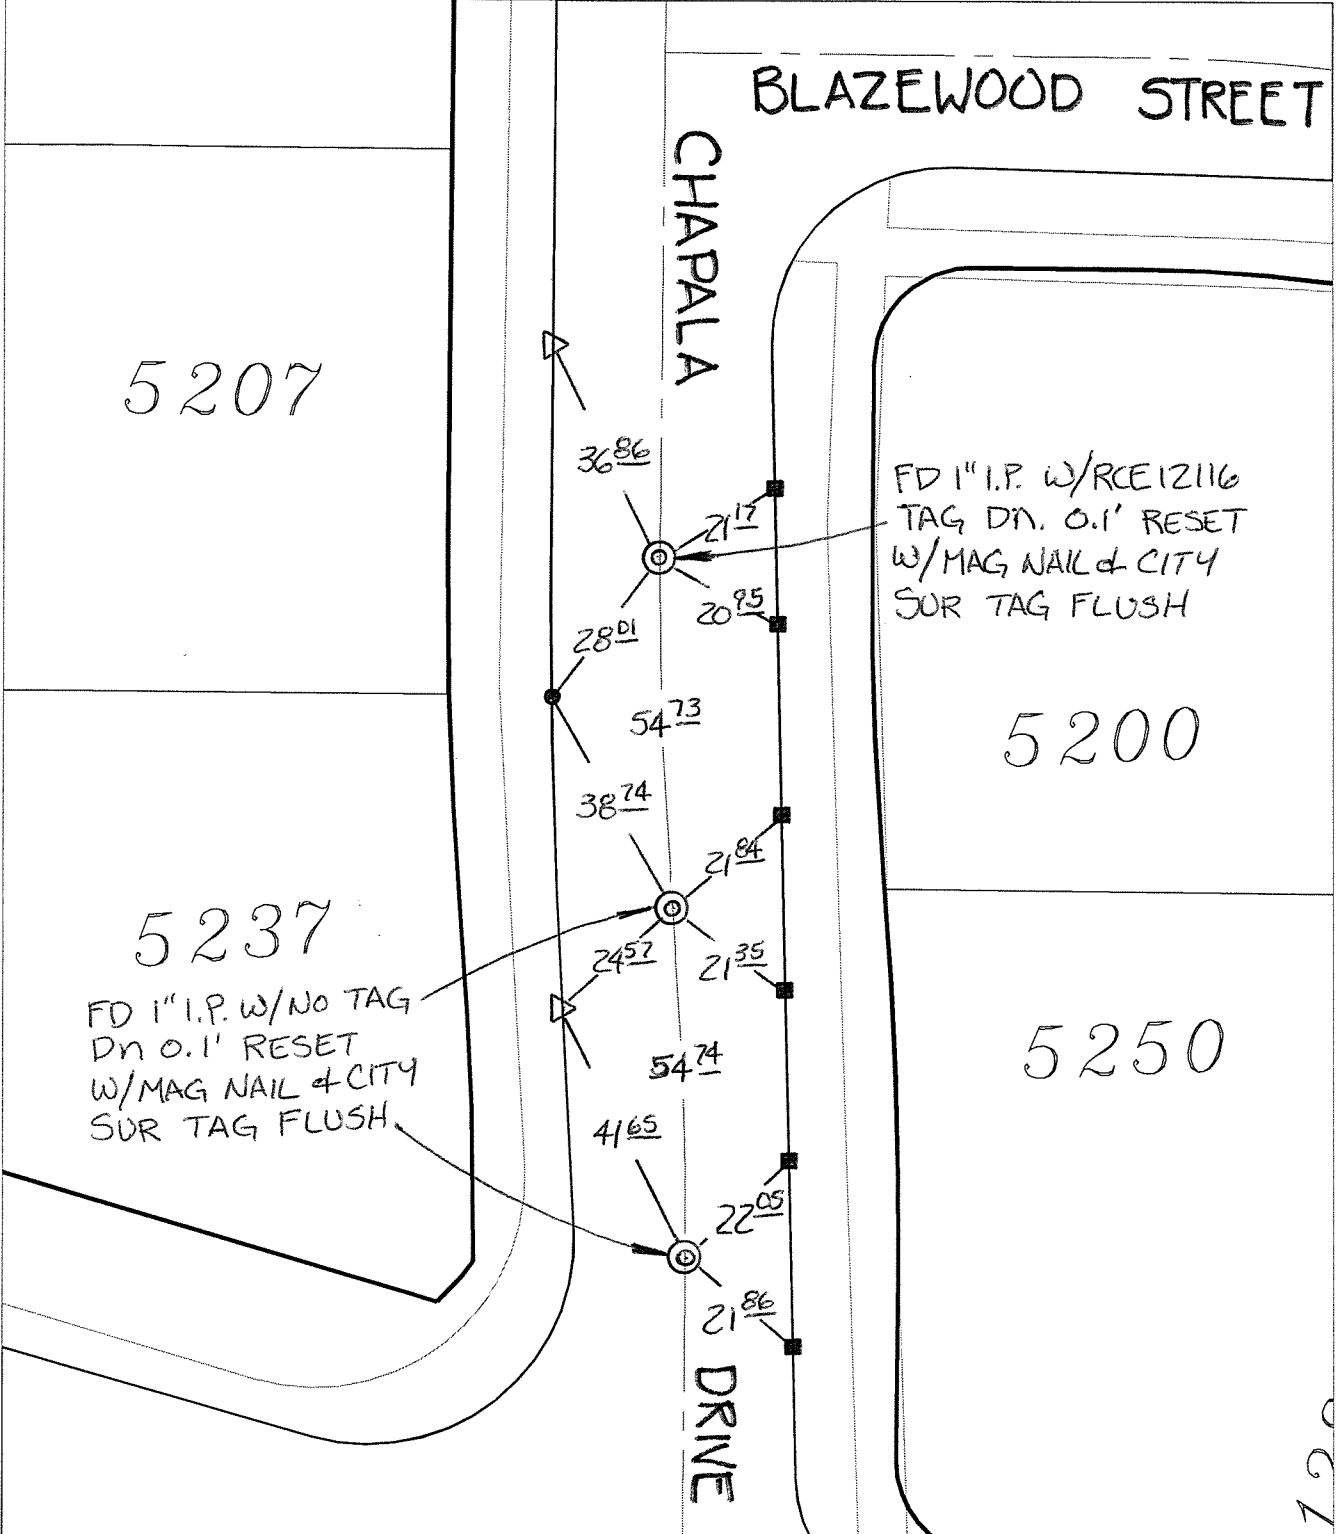 BLAZEWOOD STREET
CHAPALA
5207
36 86
FD 1" I.P. W/RCE 12116
TAG Dn. 0.1' RESET
W/MAG NAIL & CITY
SUR TAG FLUSH
21 17
20 95
28 01
54 73
5200
38 74
21 84
5237
24 57
21 35
FD 1" I.P. W/NO TAG
Dn 0.1' RESET
W/MAG NAIL & CITY
SUR TAG FLUSH
5250
54 74
41 65
22 05
21 86
DRIVE